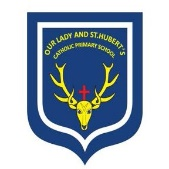 OUR LADY AND ST.HUBERT'S
CATHOLIC PRIMARY SCHOOL